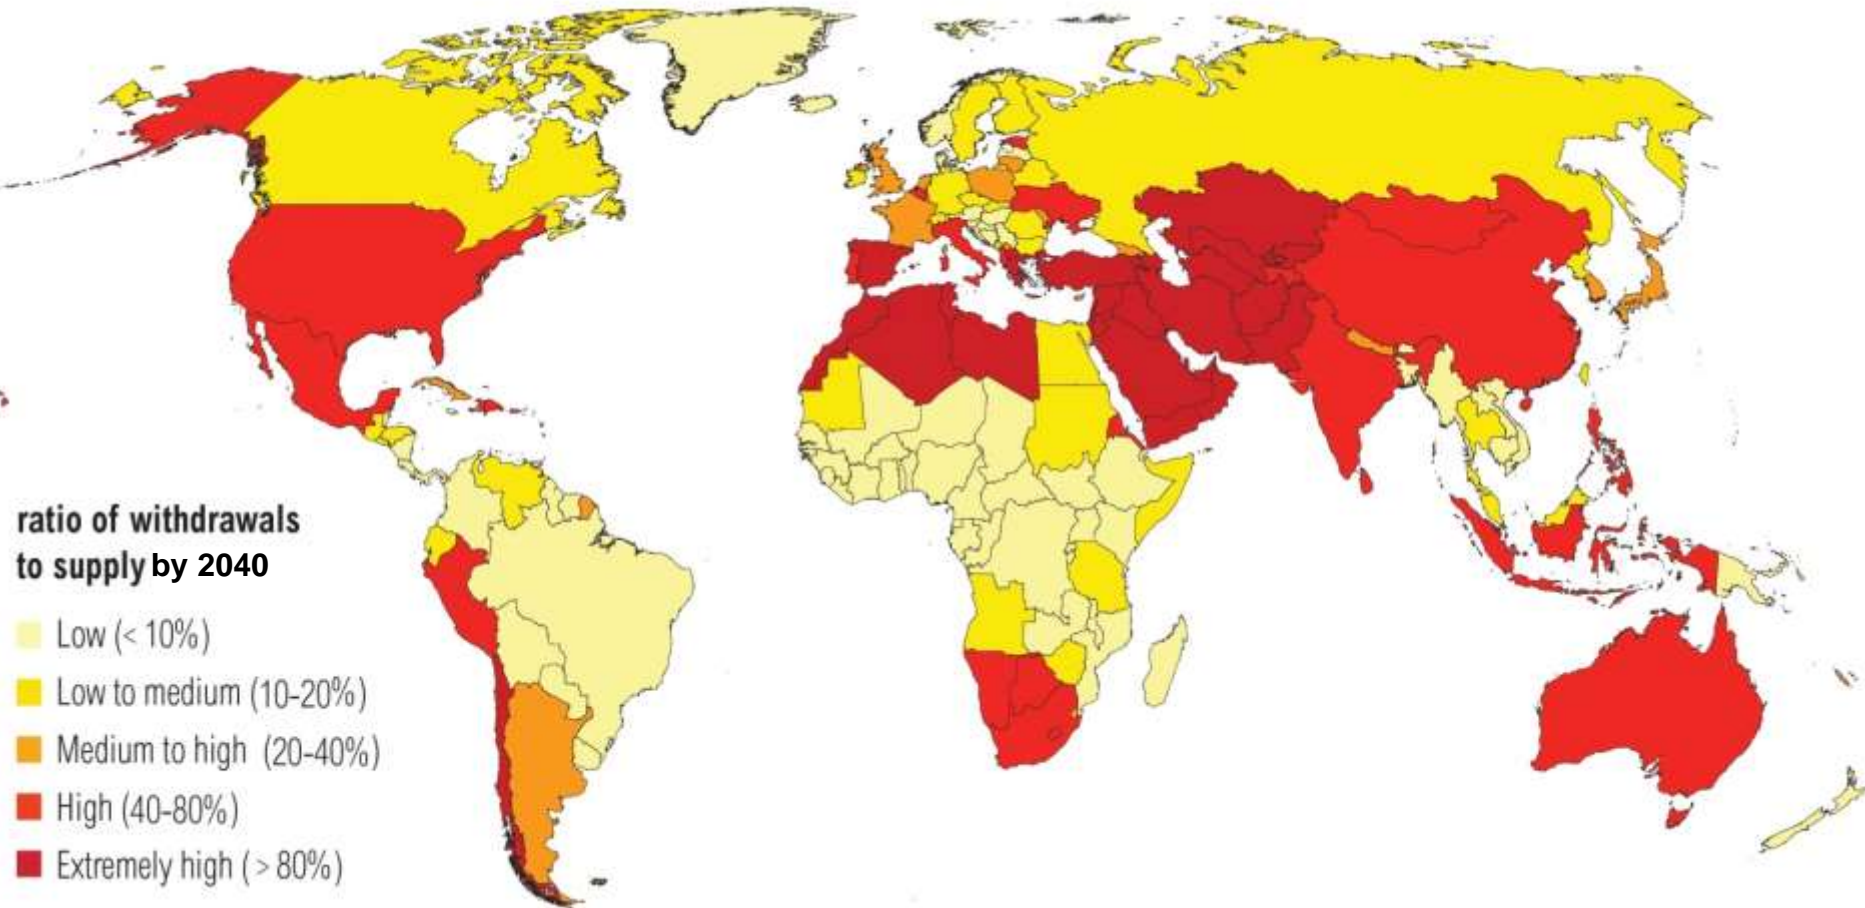 ratio of withdrawals
to supply by 2040
Low (< 10%)
Low to medium (10-20%)
Medium to high (20-40%)
High (40-80%)
Extremely high ( > 80%)